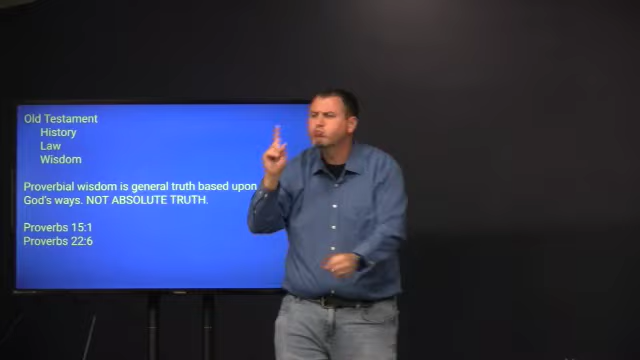 Old Testament
History
Law
Wisdom
Proverbial wisdom is general truth based upon
God's ways. NOT ABSOLUTE TRUTH.
Proverbs 15:1
Proverbs 22:6